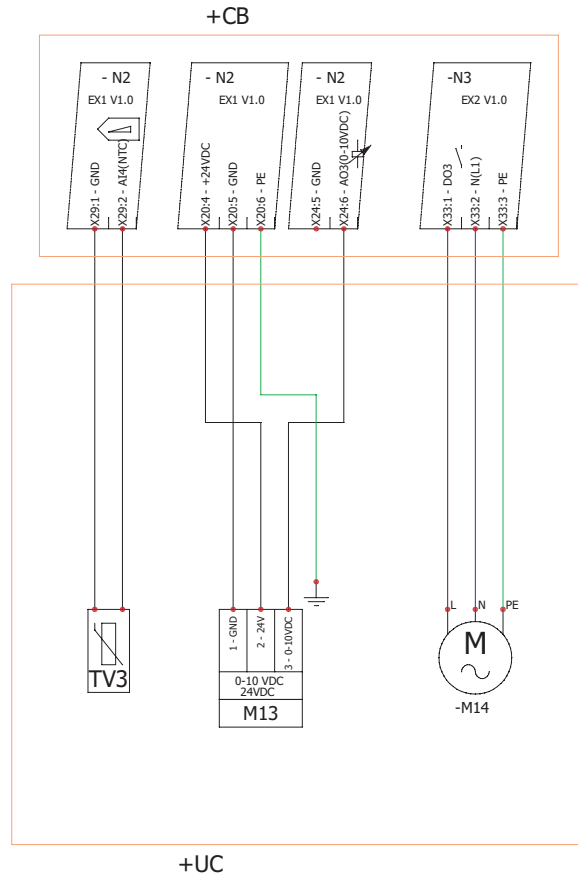 +CB
- N2
EX1 V1.0
X29:1 - GND
X29:2 - AI4(NTC)
- N2
EX1 V1.0
X20:4 - +24VDC
X20:5 - GND
X20:6 - PE
- N2
EX1 V1.0
X24:5 - GND
X24:6 - AO3(0-10VDC)
-N3
EX2 V1.0
X33:1 - DO3
X33:2 - N(L1)
X33:3 - PE
TV3
1 - GND
2 - 24V
3 - 0-10VDC
0-10 VDC
24VDC
M13
L
N
PE
M
-M14
+UC